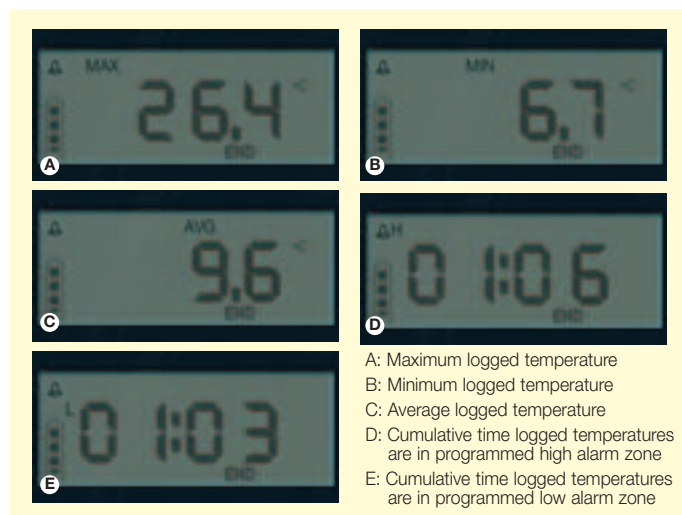 MAX
26,4 <
END
A
MIN
6,7 <
END
B
AVG
9,6 <
END
C
H
01:06
END
D
L
01:03
END
E
A: Maximum logged temperature
B: Minimum logged temperature
C: Average logged temperature
D: Cumulative time logged temperatures
are in programmed high alarm zone
E: Cumulative time logged temperatures
are in programmed low alarm zone